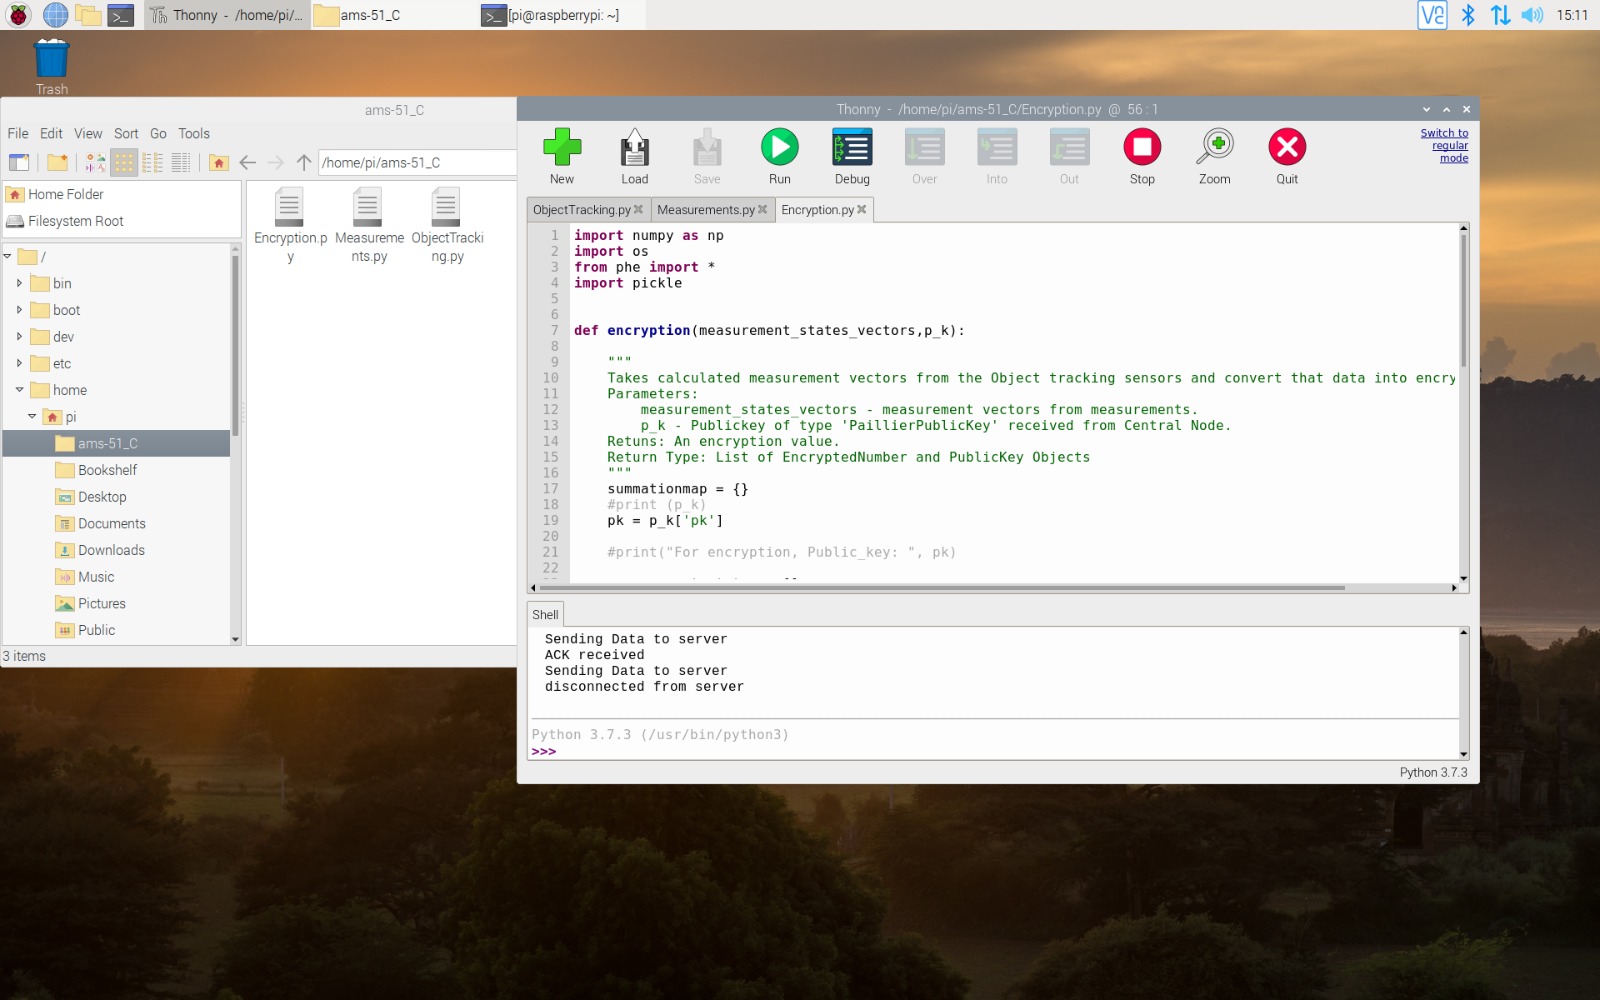 Thonny - /home/pi/...
ams-51_C
[pi@raspberrypi: ~]
15:11
Trash
ams-51_C
File Edit View Sort Go Tools
/home/pi/ams-51_C
Home Folder
Filesystem Root
/
bin
boot
dev
etc
home
pi
ams-51_C
Bookshelf
Desktop
Documents
Downloads
Music
Pictures
Public
3 items
Encryption.p
y
Measureme
nts.py
ObjectTracki
ng.py
Thonny - /home/pi/ams-51_C/Encryption.py @ 56 : 1
New Load Save Run Debug Over Into Out Stop Zoom Quit
Switch to
regular
mode
ObjectTracking.py Measurements.py Encryption.py
1 import numpy as np
2 import os
3 from phe import *
4 import pickle
5
6
7 def encryption(measurement_states_vectors,p_k):
8
9 """
10 Takes calculated measurement vectors from the Object tracking sensors and convert that data into encry
11 Parameters:
12 measurement_states_vectors - measurement vectors from measurements.
13 p_k - Publickey of type 'PaillierPublicKey' received from Central Node.
14 Retuns: An encryption value.
15 Return Type: List of EncryptedNumber and PublicKey Objects
16 """
17 summationmap = {}
18 #print (p_k)
19 pk = p_k['pk']
20
21 #print("For encryption, Public_key: ", pk)
22
Shell
Sending Data to server
ACK received
Sending Data to server
disconnected from server
Python 3.7.3 (/usr/bin/python3)
>>>
Python 3.7.3